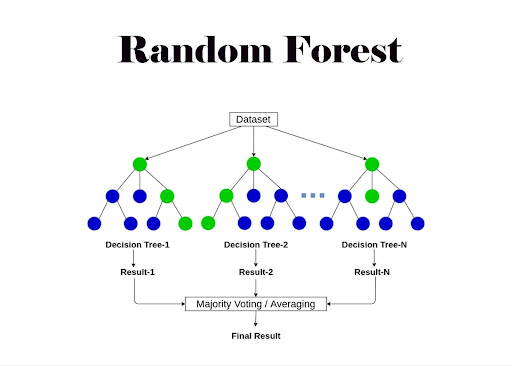 Random Forest
Dataset
Decision Tree-1 Decision Tree-2 Decision Tree-N
Result-1 Result-2 Result-N
Majority Voting / Averaging
Final Result